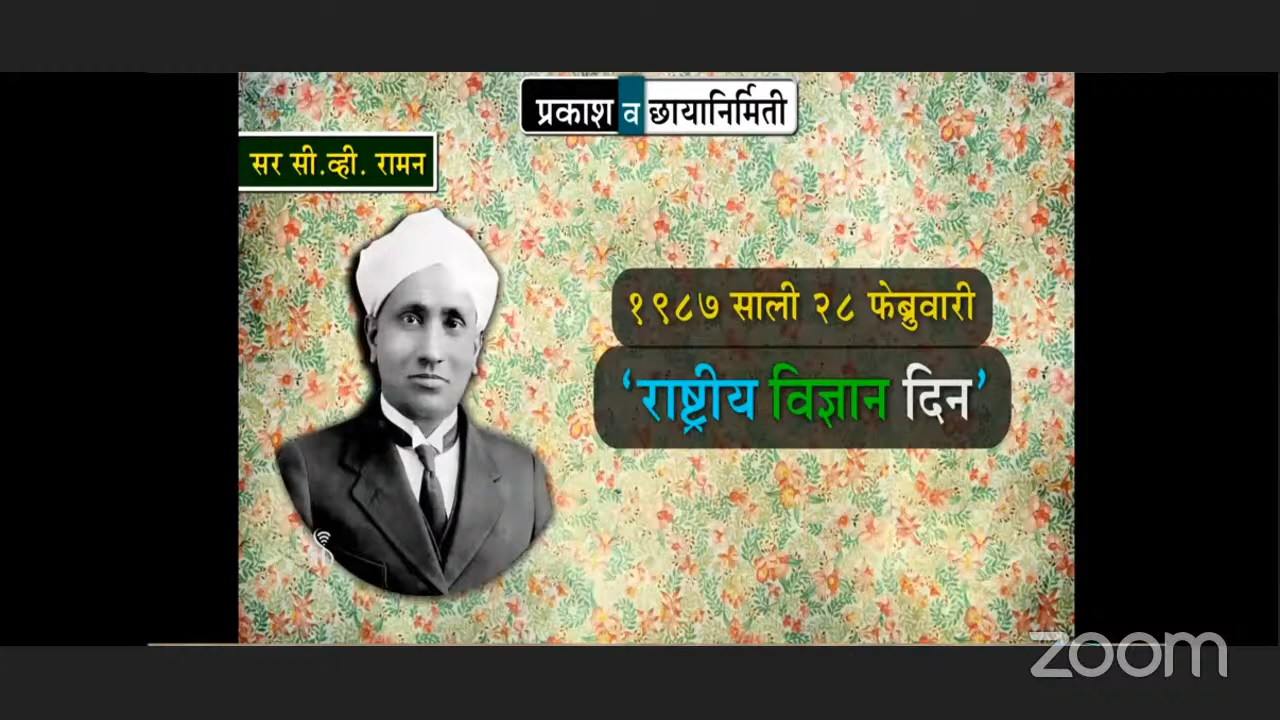 प्रकाश व छायानिर्मिती
सर सी.व्ही. रामन
१९८७ साली २८ फेब्रुवारी
‘राष्ट्रीय विज्ञान दिन’
zoom